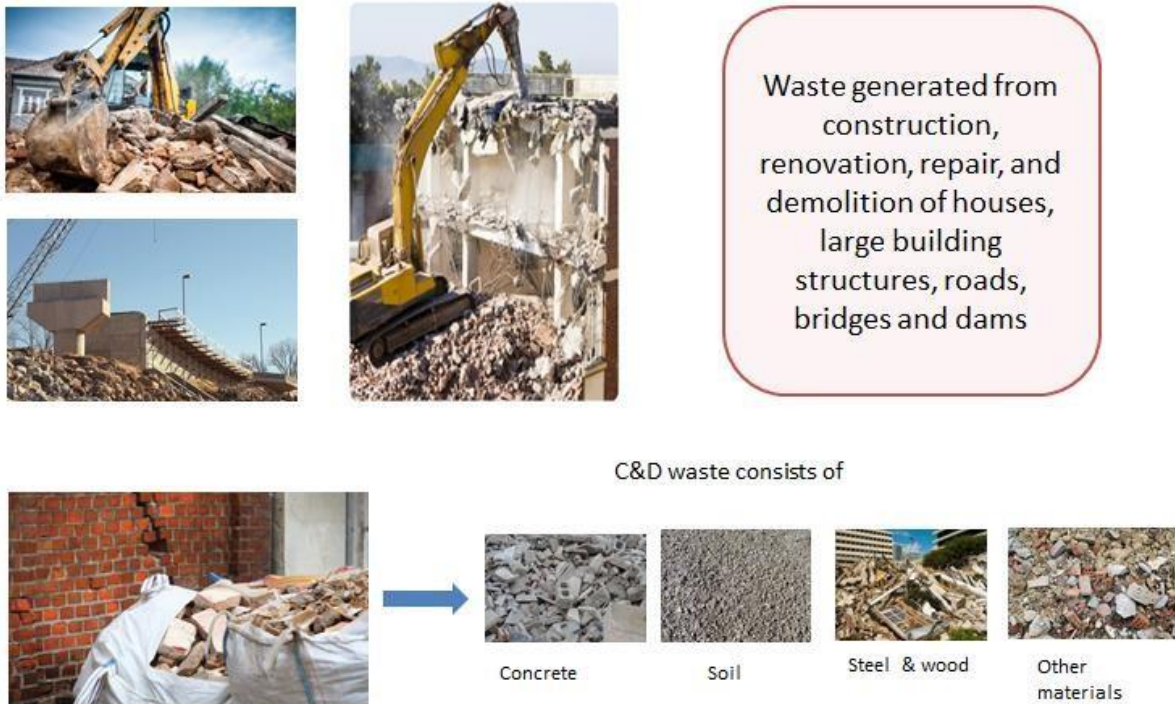 Waste generated from
construction,
renovation, repair, and
demolition of houses,
large building
structures, roads,
bridges and dams
C&D waste consists of
Concrete
Soil
Steel & wood
Other
materials